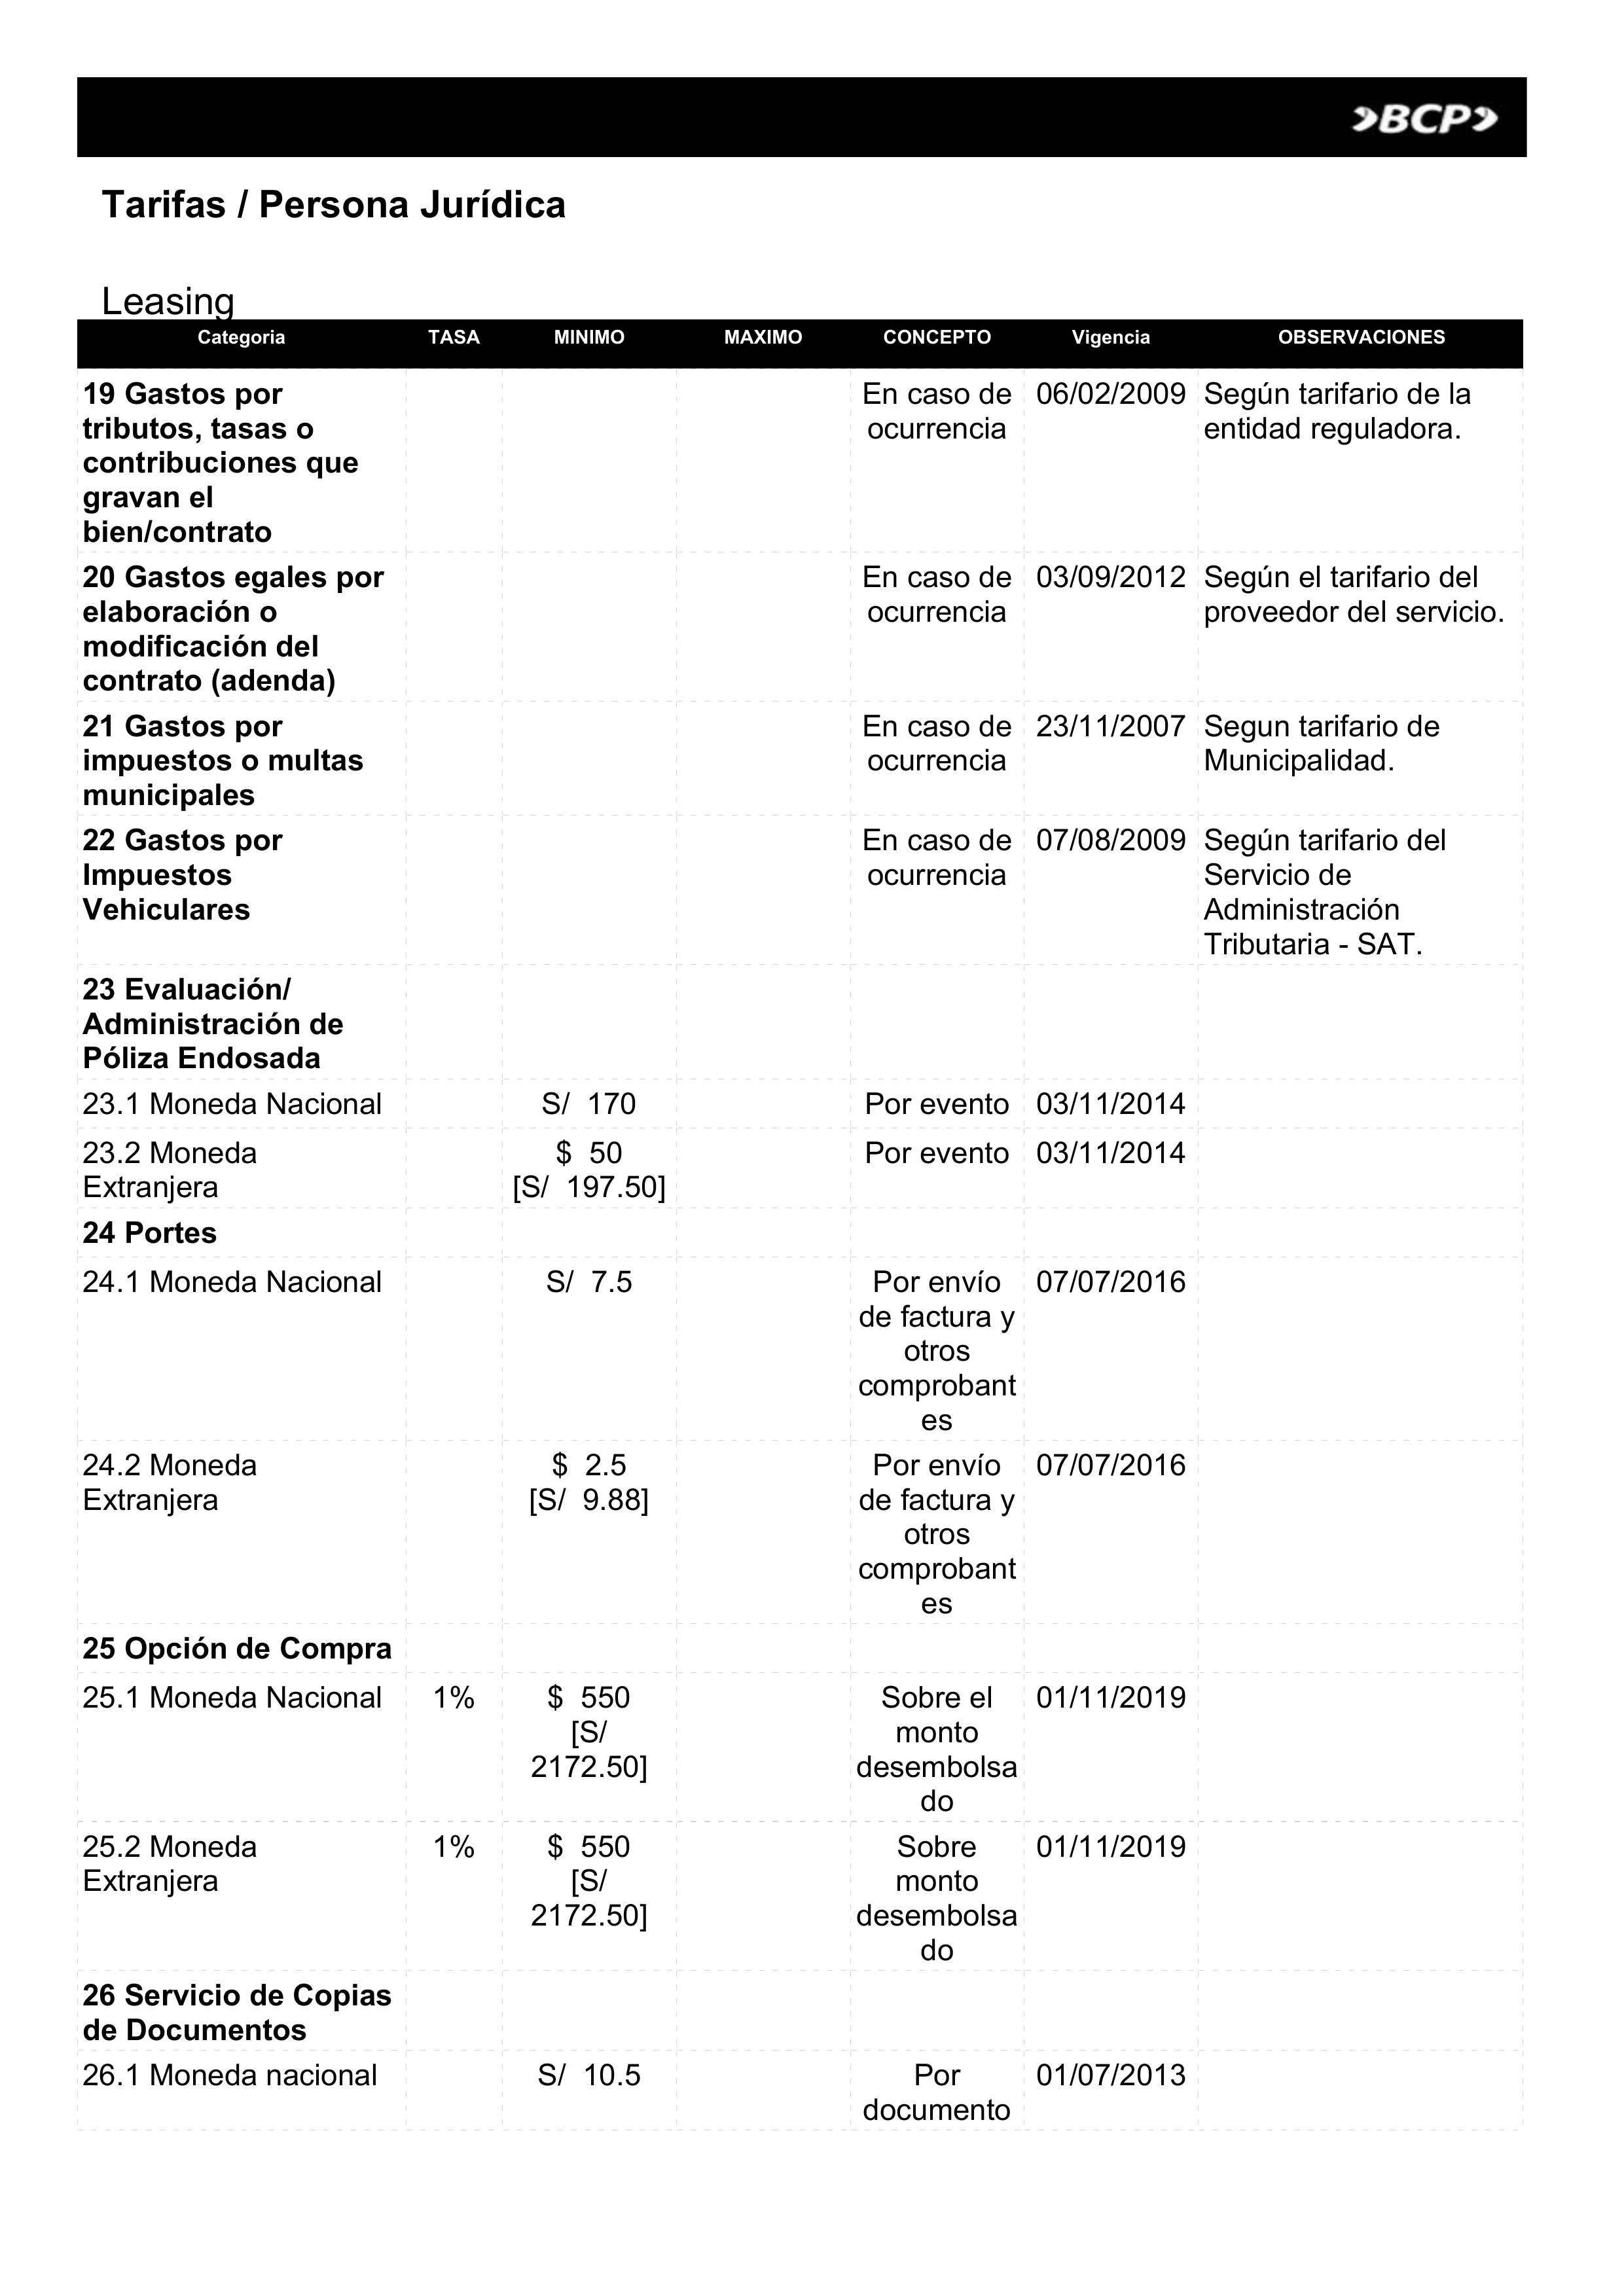 BCP
Tarifas / Persona Jurídica
Leasing
Categoria TASA MINIMO MAXIMO CONCEPTO Vigencia OBSERVACIONES
19 Gastos por En caso de 06/02/2009 Según tarifario de la
tributos, tasas o ocurrencia entidad reguladora.
contribuciones que
gravan el
bien/contrato
20 Gastos egales por En caso de 03/09/2012 Según el tarifario del
elaboración o ocurrencia proveedor del servicio.
modificación del
contrato (adenda)
21 Gastos por En caso de 23/11/2007 Segun tarifario de
impuestos o multas ocurrencia Municipalidad.
municipales
22 Gastos por En caso de 07/08/2009 Según tarifario del
Impuestos ocurrencia Servicio de
Vehiculares Administración
Tributaria - SAT.
23 Evaluación/
Administración de
Póliza Endosada
23.1 Moneda Nacional S/ 170 Por evento 03/11/2014
23.2 Moneda $ 50 Por evento 03/11/2014
Extranjera [S/ 197.50]
24 Portes
24.1 Moneda Nacional S/ 7.5 Por envío 07/07/2016
de factura y
otros
comprobant
es
24.2 Moneda $ 2.5 Por envío 07/07/2016
Extranjera [S/ 9.88] de factura y
otros
comprobant
es
25 Opción de Compra
25.1 Moneda Nacional 1% $ 550 Sobre el 01/11/2019
[S/ monto
2172.50] desembolsa
do
25.2 Moneda 1% $ 550 Sobre 01/11/2019
Extranjera [S/ monto
2172.50] desembolsa
do
26 Servicio de Copias
de Documentos
26.1 Moneda nacional S/ 10.5 Por 01/07/2013
documento